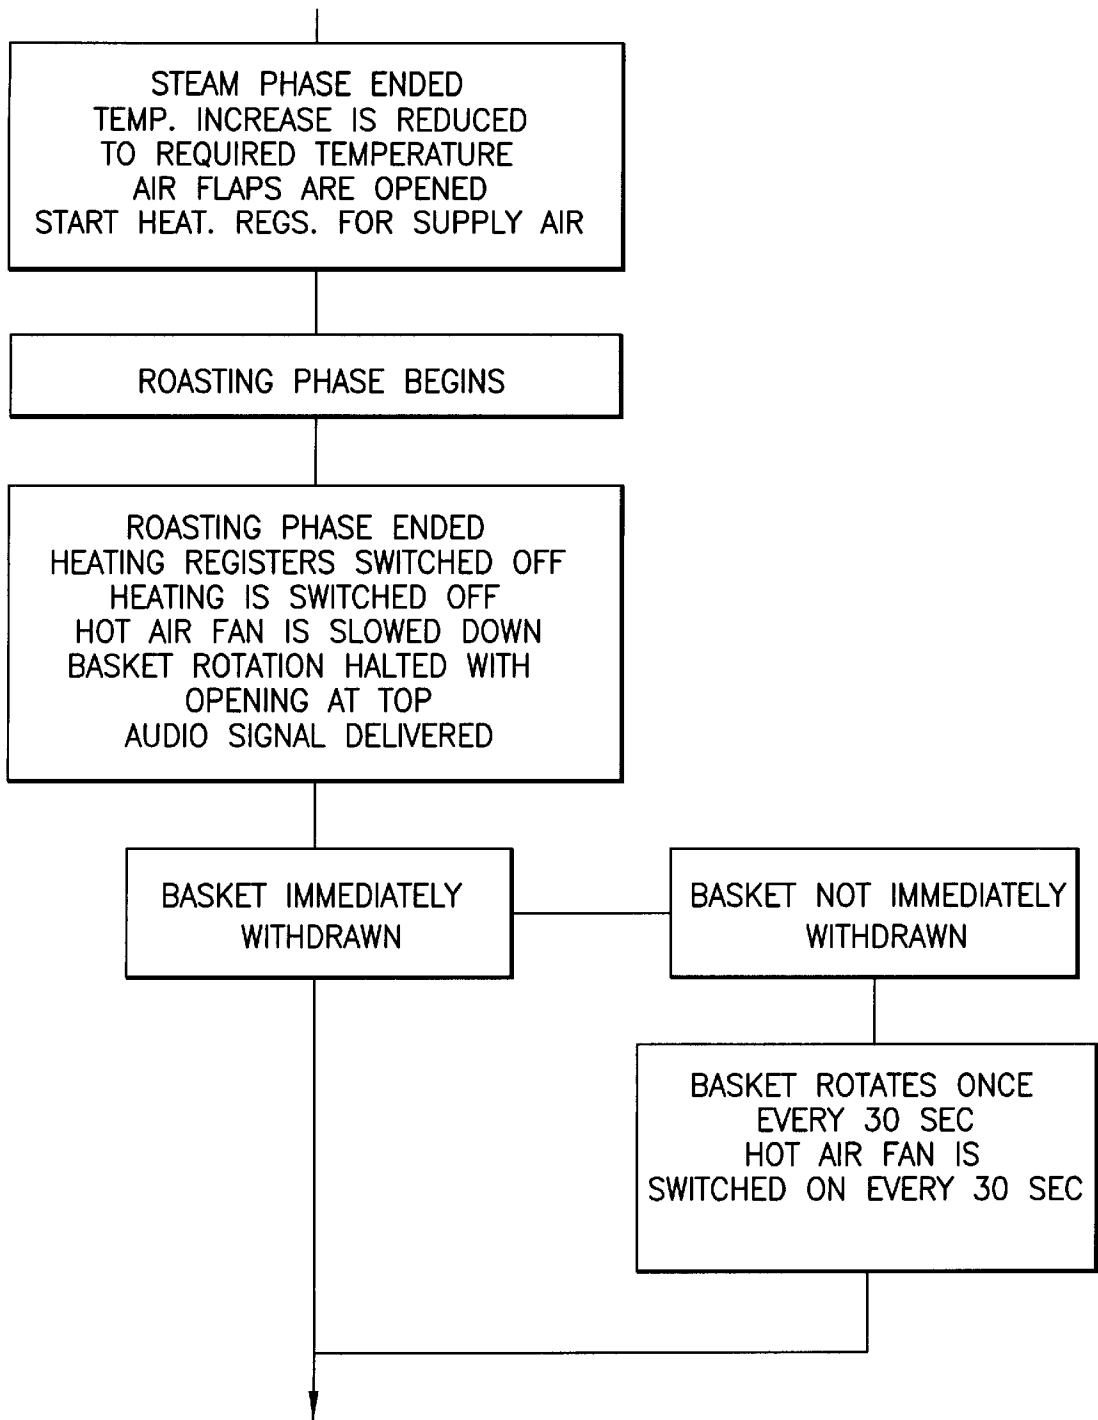 STEAM PHASE ENDED
TEMP. INCREASE IS REDUCED
TO REQUIRED TEMPERATURE
AIR FLAPS ARE OPENED
START HEAT. REGS. FOR SUPPLY AIR
ROASTING PHASE BEGINS
ROASTING PHASE ENDED
HEATING REGISTERS SWITCHED OFF
HEATING IS SWITCHED OFF
HOT AIR FAN IS SLOWED DOWN
BASKET ROTATION HALTED WITH
OPENING AT TOP
AUDIO SIGNAL DELIVERED
BASKET IMMEDIATELY
WITHDRAWN
BASKET NOT IMMEDIATELY
WITHDRAWN
BASKET ROTATES ONCE
EVERY 30 SEC
HOT AIR FAN IS
SWITCHED ON EVERY 30 SEC